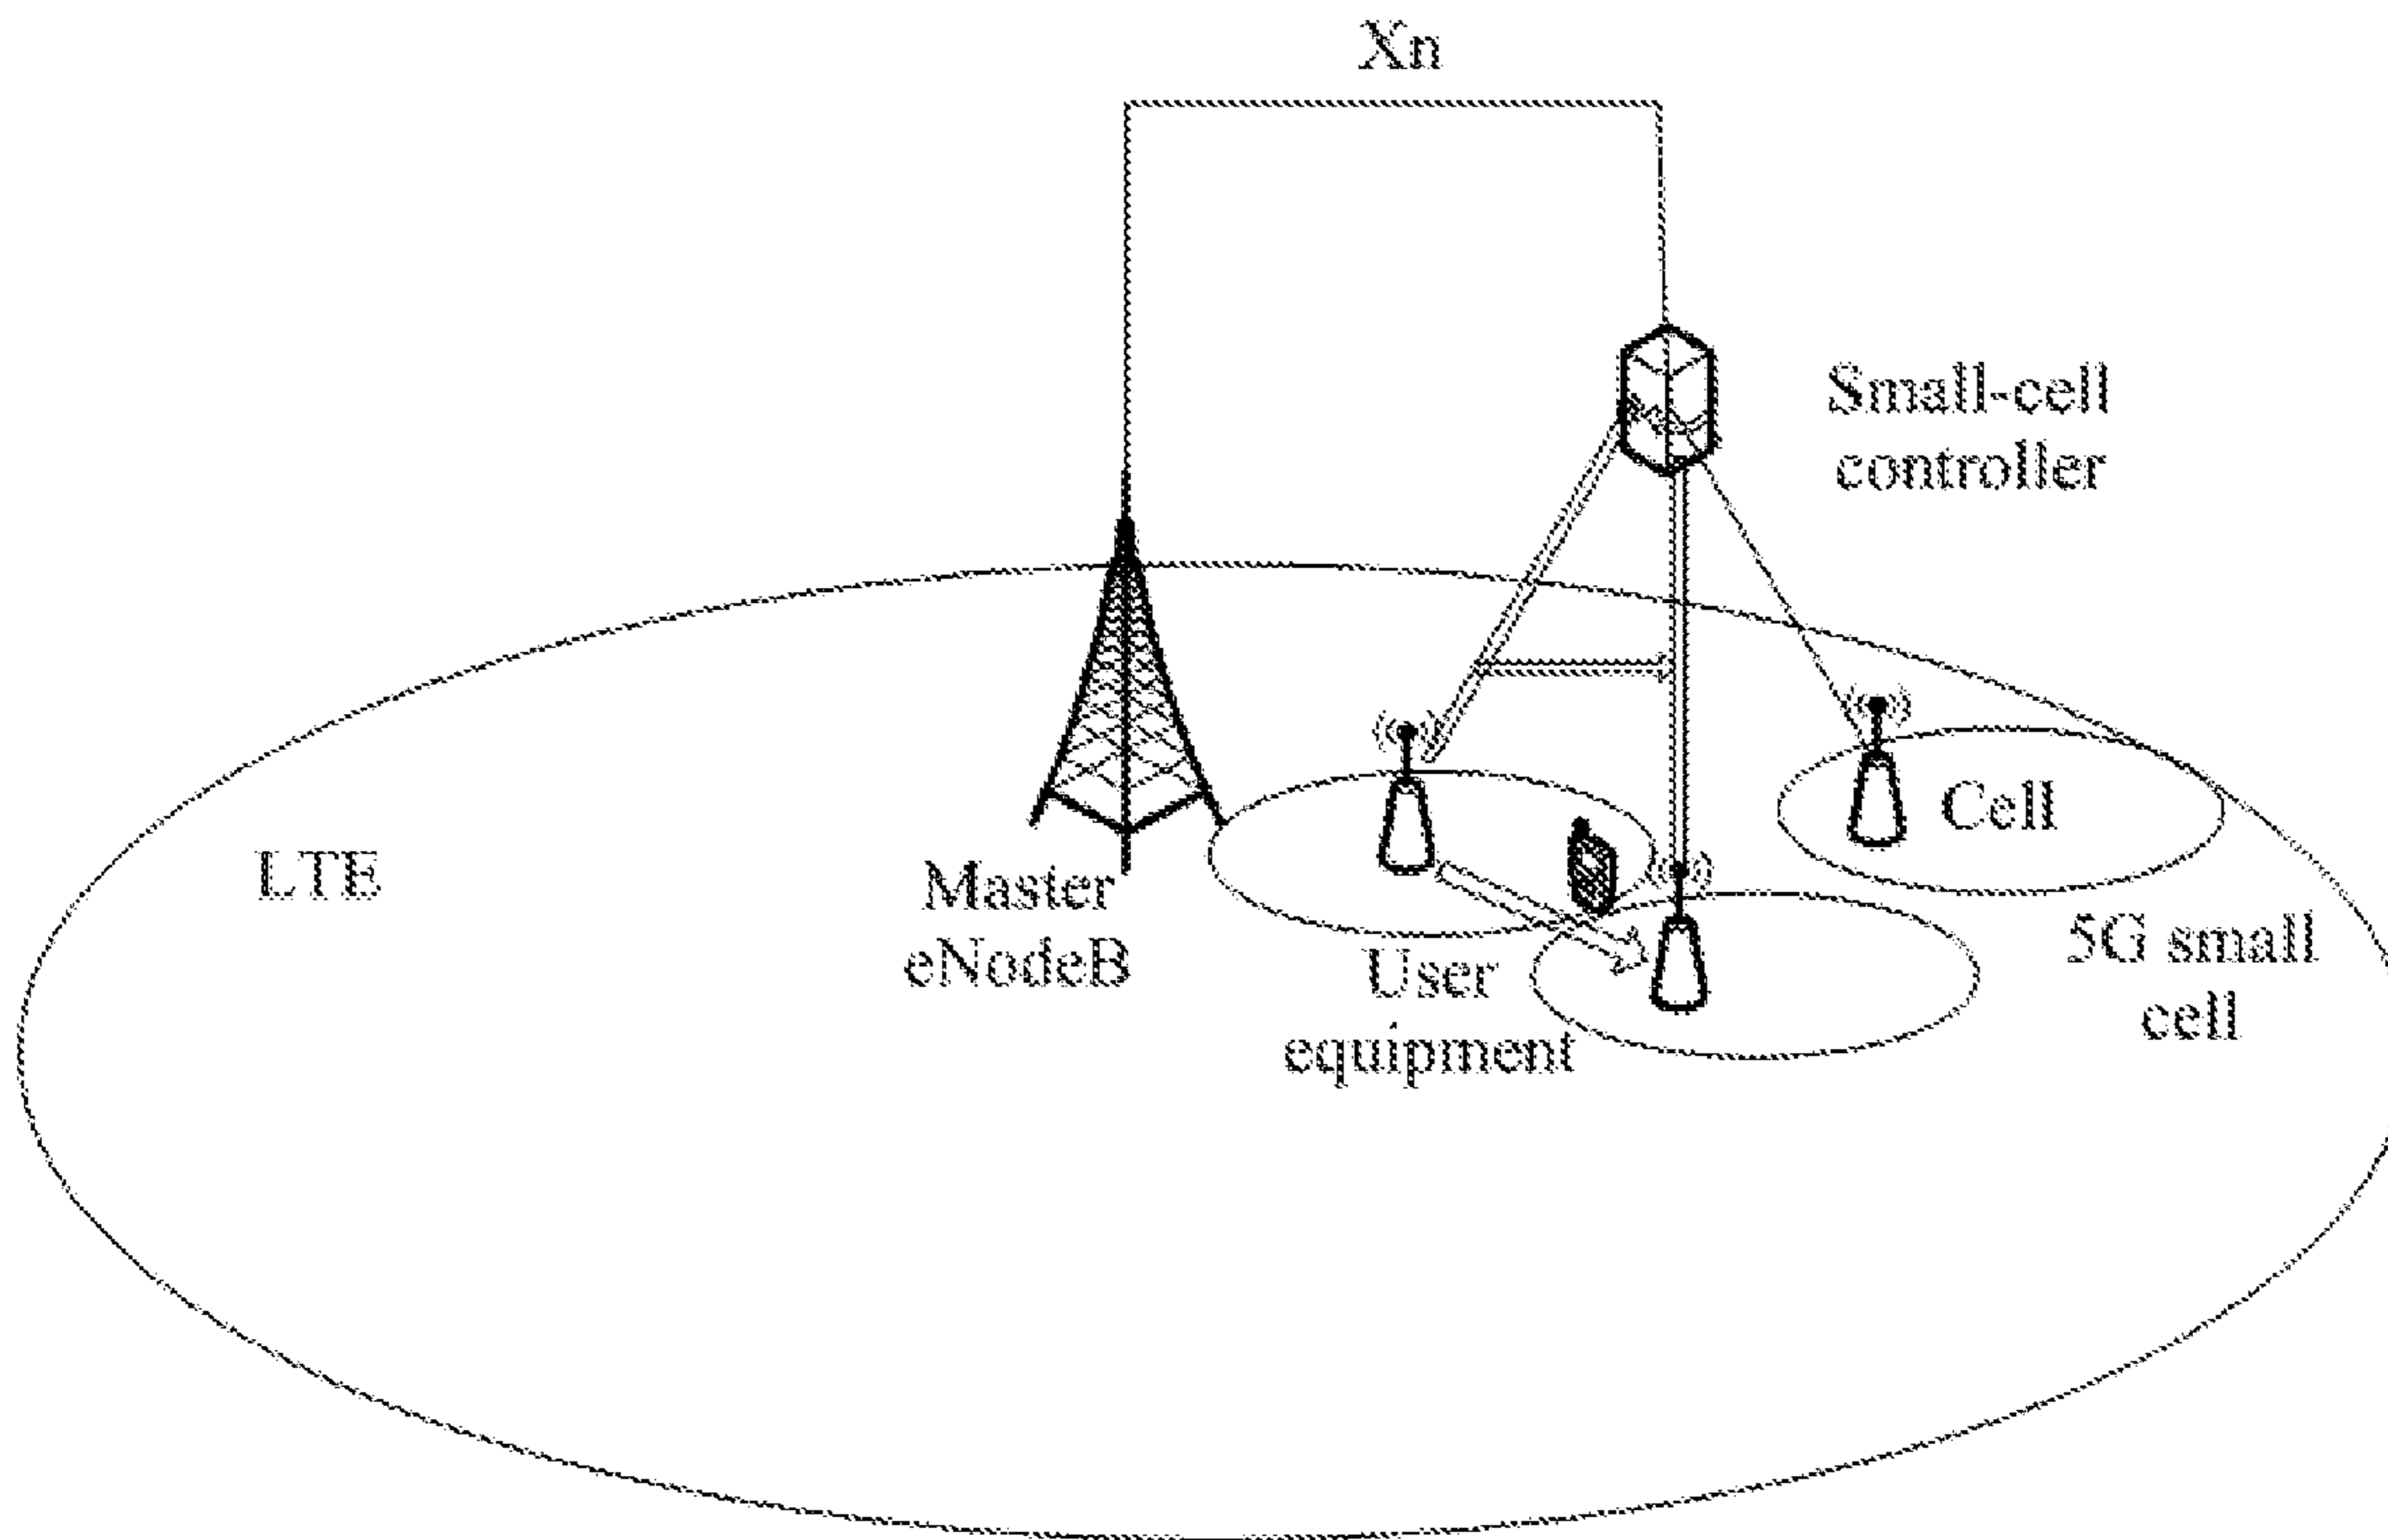 Xn
Small-cell
controller
Cell
LTE
Master
eNodeB
User
equipment
5G small
cell